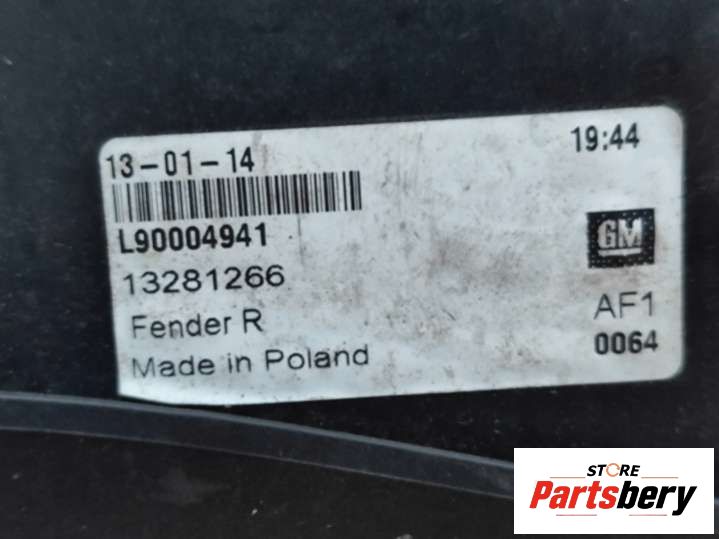 13-01-14 19:44
L90004941
GM
13281266
Fender R AF1
Made in Poland 0064
STORE
Partsbery